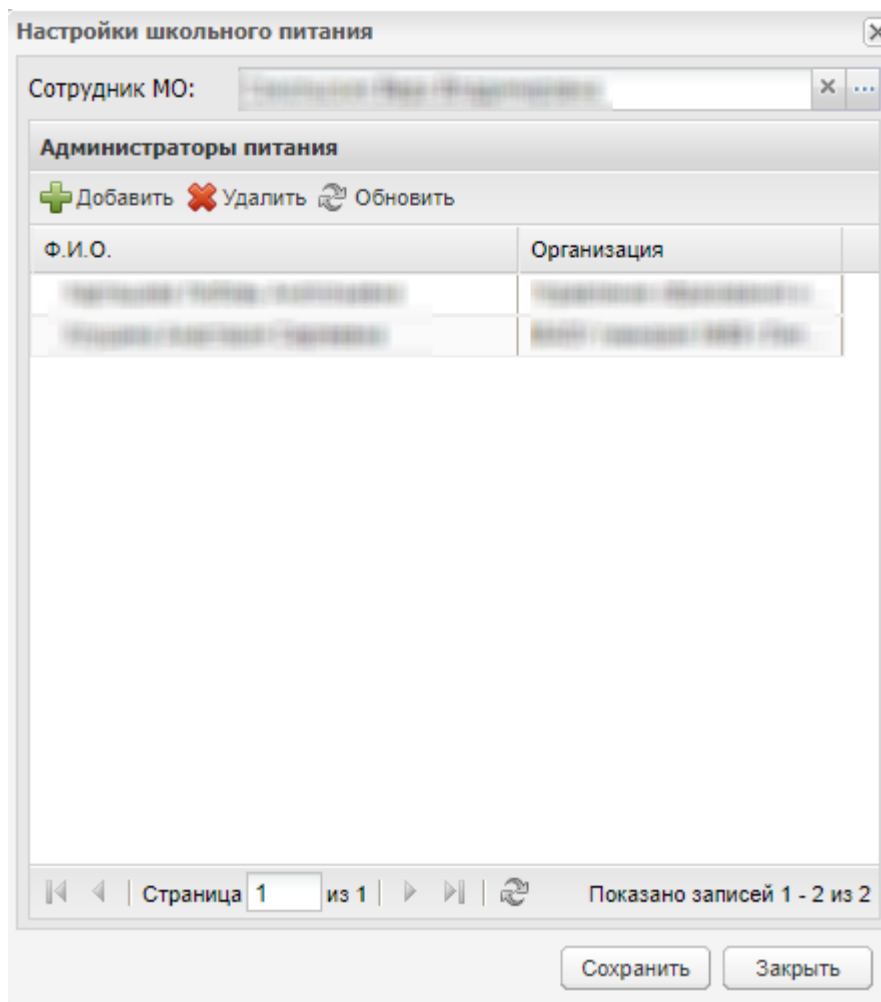 Настройки школьного питания
Сотрудник МО:
Администраторы питания
Добавить Удалить Обновить
Ф.И.О. Организация
Страница 1 из 1 Показано записей 1 - 2 из 2
Сохранить Закрыть